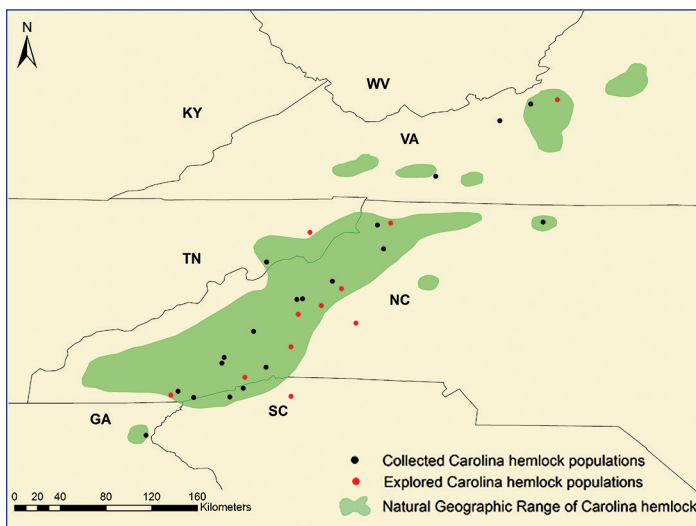 N
WV
KY
VA
TN
NC
GA
SC
Collected Carolina hemlock populations
Explored Carolina hemlock populations
Natural Geographic Range of Carolina hemlock
0 20 40 80 120 160
Kilometers